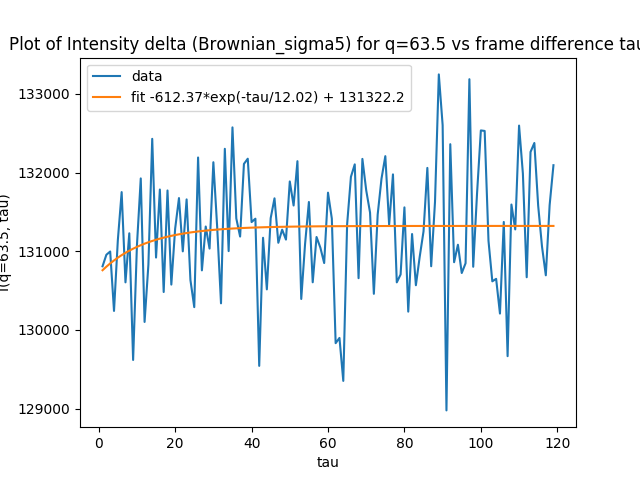 Plot of Intensity delta (Brownian_sigma5) for q=63.5 vs frame difference tau
data
fit -612.37*exp(-tau/12.02) + 131322.2
133000
132000
131000
130000
129000
I(q=63.5, tau)
0 20 40 60 80 100 120
tau